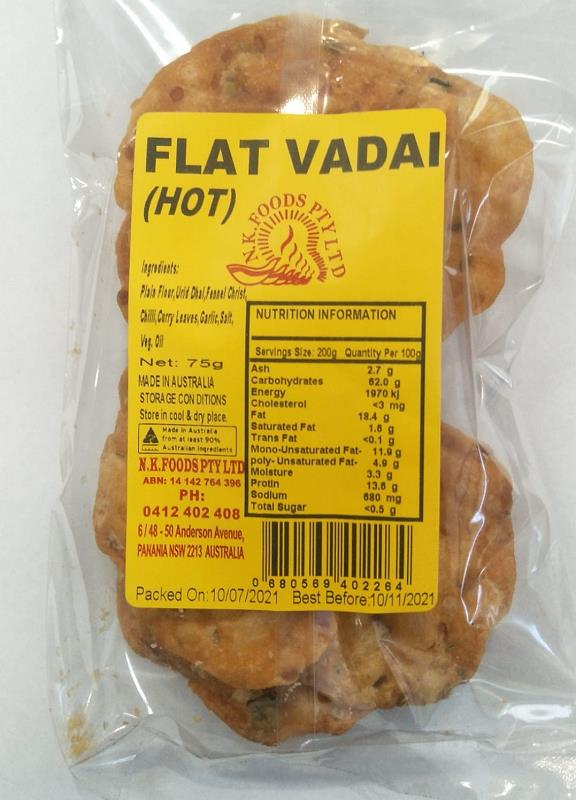 FLAT VADAI
(HOT)
N.K.FOODS PTY LTD
Ingredients:
Plain Flour,Urid Dhal,Fennel Christ,
Chilli,Curry Leaves,Garlic,Salt,
Veg. Oil
Net: 75g
MADE IN AUSTRALIA
STORAGE CONDITIONS
Store in cool & dry place.
Made in Australia
from at least 90%
Australian Ingredients
N.K.FOODS PTY LTD
ABN: 14 142 764 396
PH:
0412 402 408
6/48-50 Anderson Avenue,
PANANIA NSW 2213 AUSTRALIA
NUTRITION INFORMATION
Servings Size: 200g Quantity Per 100g
Ash 2.7 g
Carbohydrates 62.0 g
Energy 1970 kj
Cholesterol <3 mg
Fat 18.4 g
Saturated Fat 1.6 g
Trans Fat <0.1 g
Mono-Unsaturated Fat- 11.9 g
poly-Unsaturated Fat- 4.9 g
Moisture 3.3 g
Protin 13.6 g
Sodium 680 mg
Total Sugar <0.5 g
0 680569 402264
Packed On:10/07/2021 Best Before:10/11/2021